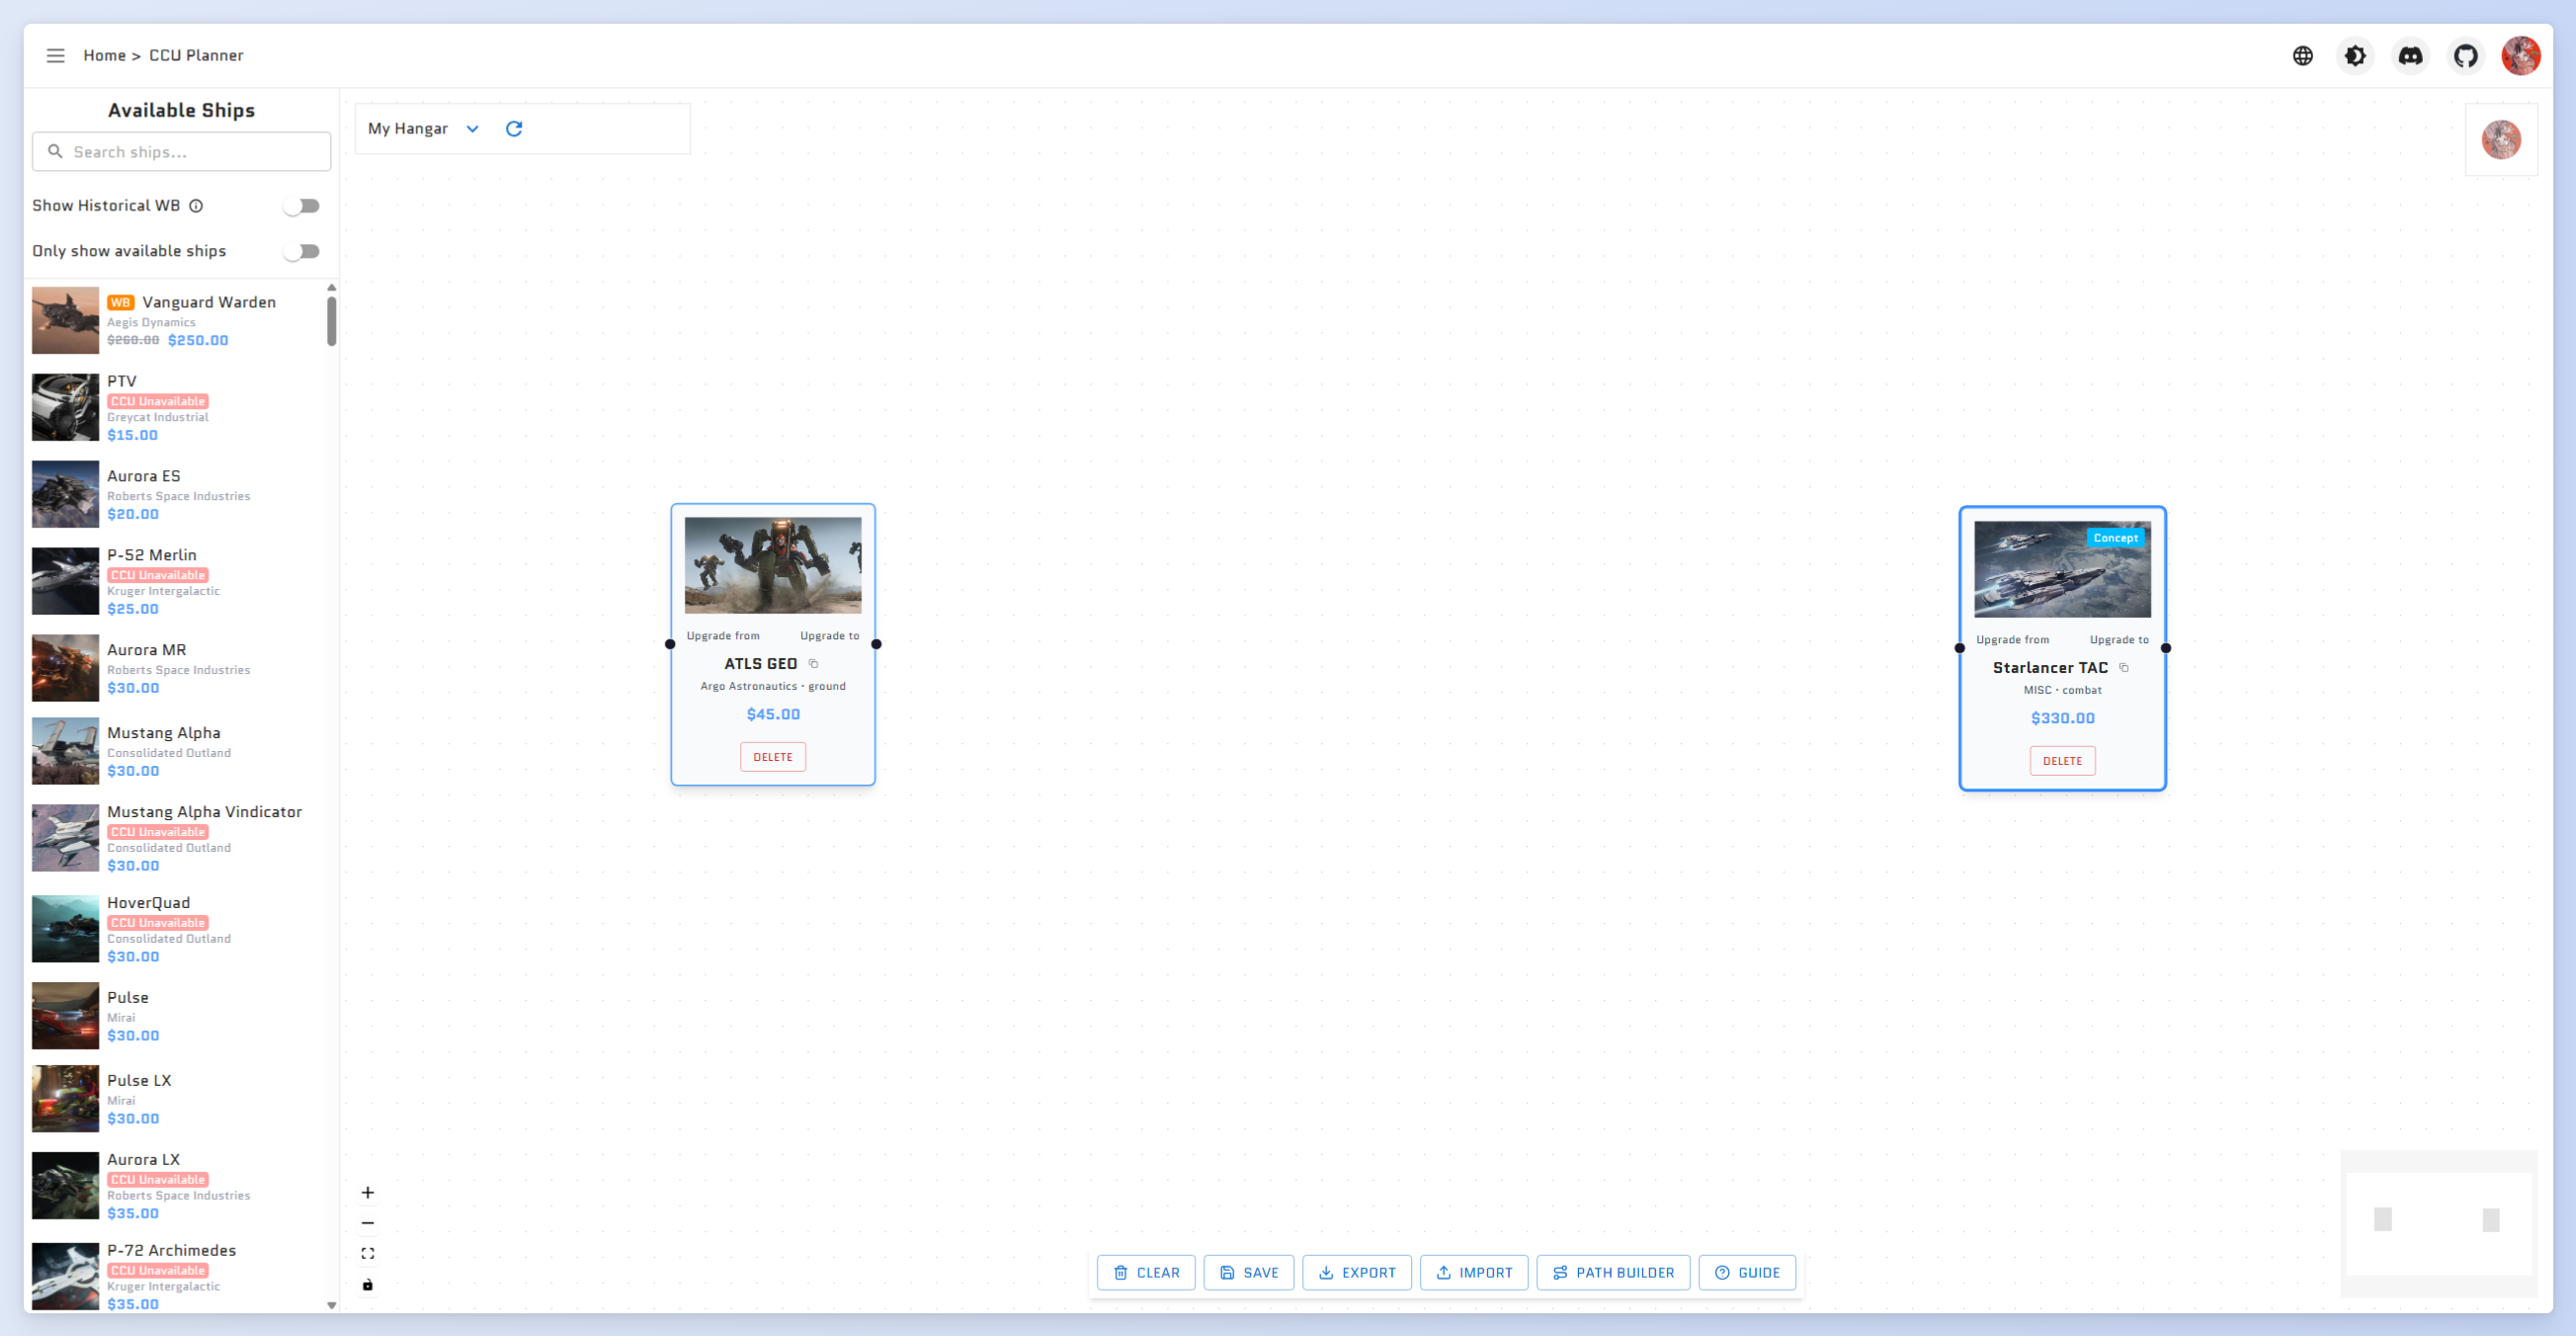 Home > CCU Planner
Available Ships
Search ships...
Show Historical WB
Only show available ships
WB Vanguard Warden
Aegis Dynamics
$260.00 $250.00
PTV
CCU Unavailable
Greycat Industrial
$15.00
Aurora ES
Roberts Space Industries
$20.00
P-52 Merlin
CCU Unavailable
Kruger Intergalactic
$25.00
Aurora MR
Roberts Space Industries
$30.00
Mustang Alpha
Consolidated Outland
$30.00
Mustang Alpha Vindicator
CCU Unavailable
Consolidated Outland
$30.00
HoverQuad
CCU Unavailable
Consolidated Outland
$30.00
Pulse
Mirai
$30.00
Pulse LX
Mirai
$30.00
Aurora LX
CCU Unavailable
Roberts Space Industries
$35.00
P-72 Archimedes
CCU Unavailable
Kruger Intergalactic
$35.00
My Hangar
Upgrade from Upgrade to
ATLS GEO
Argo Astronautics · ground
$45.00
DELETE
Concept
Upgrade from Upgrade to
Starlancer TAC
MISC · combat
$330.00
DELETE
CLEAR SAVE EXPORT IMPORT PATH BUILDER GUIDE